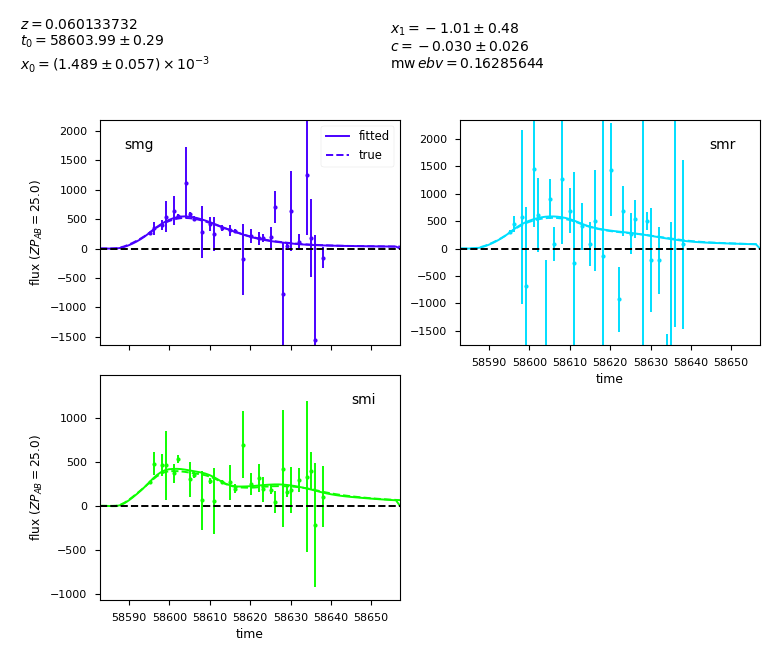 z = 0.060133732
t₀ = 58603.99 ± 0.29
x₀ = (1.489 ± 0.057) × 10⁻³
x₁ = −1.01 ± 0.48
c = −0.030 ± 0.026
mw ebv = 0.16285644
smg
fitted
true
2000
1500
1000
500
0
−500
−1000
−1500
flux (ZP_AB = 25.0)
smr
2000
1500
1000
500
0
−500
−1000
−1500
58590 58600 58610 58620 58630 58640 58650
time
smi
1000
500
0
−500
−1000
flux (ZP_AB = 25.0)
58590 58600 58610 58620 58630 58640 58650
time